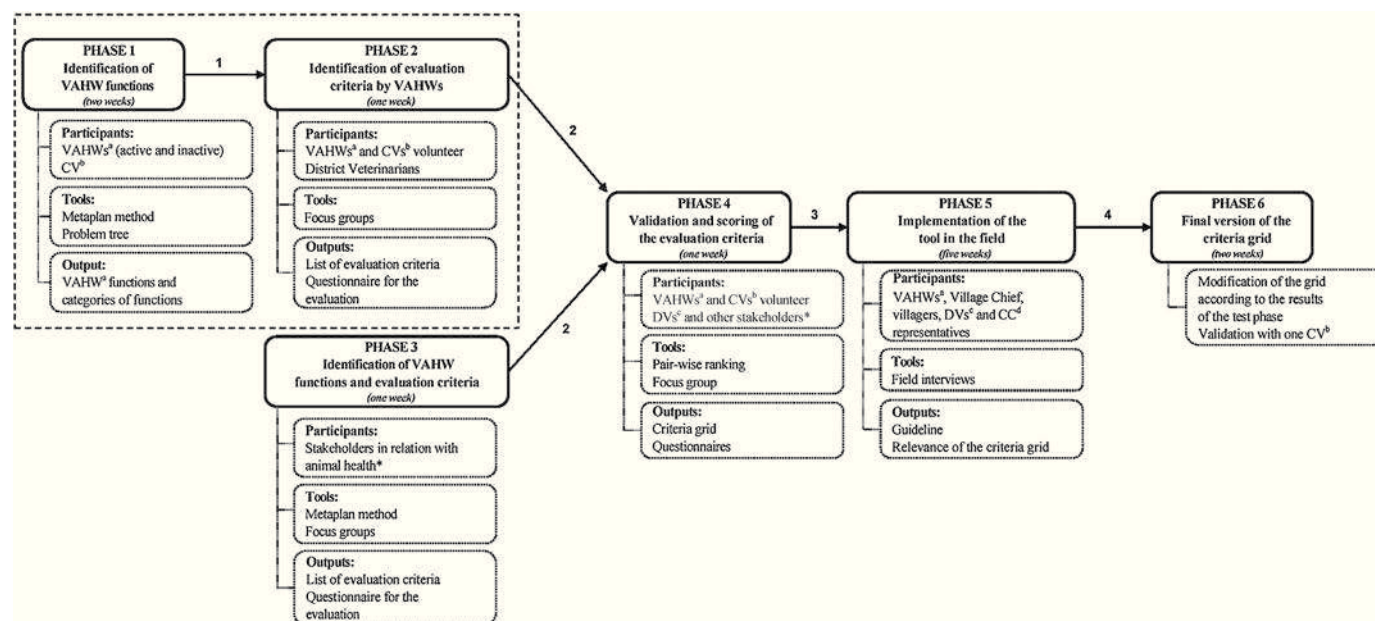 PHASE 1
Identification of
VAHW functions
(two weeks)
1
PHASE 2
Identification of evaluation
criteria by VAHWs
(one week)
Participants:
VAHWsᵃ (active and inactive)
CVᵇ
Tools:
Metaplan method
Problem tree
Output:
VAHWᵃ functions and
categories of functions
Participants:
VAHWsᵃ and CVsᵇ volunteer
District Veterinarians
Tools:
Focus groups
Outputs:
List of evaluation criteria
Questionnaire for the
evaluation
2
2
PHASE 3
Identification of VAHW
functions and evaluation criteria
(one week)
Participants:
Stakeholders in relation with
animal health*
Tools:
Metaplan method
Focus groups
Outputs:
List of evaluation criteria
Questionnaire for the
evaluation
PHASE 4
Validation and scoring of
the evaluation criteria
(one week)
Participants:
VAHWsᵃ and CVsᵇ volunteer
DVsᶜ and other stakeholders*
Tools:
Pair-wise ranking
Focus group
Outputs:
Criteria grid
Questionnaires
3
PHASE 5
Implementation of the
tool in the field
(five weeks)
Participants:
VAHWsᵃ, Village Chief,
villagers, DVsᶜ and CCᵈ
representatives
Tools:
Field interviews
Outputs:
Guideline
Relevance of the criteria grid
4
PHASE 6
Final version of the
criteria grid
(two weeks)
Modification of the grid
according to the results
of the test phase
Validation with one CVᵇ